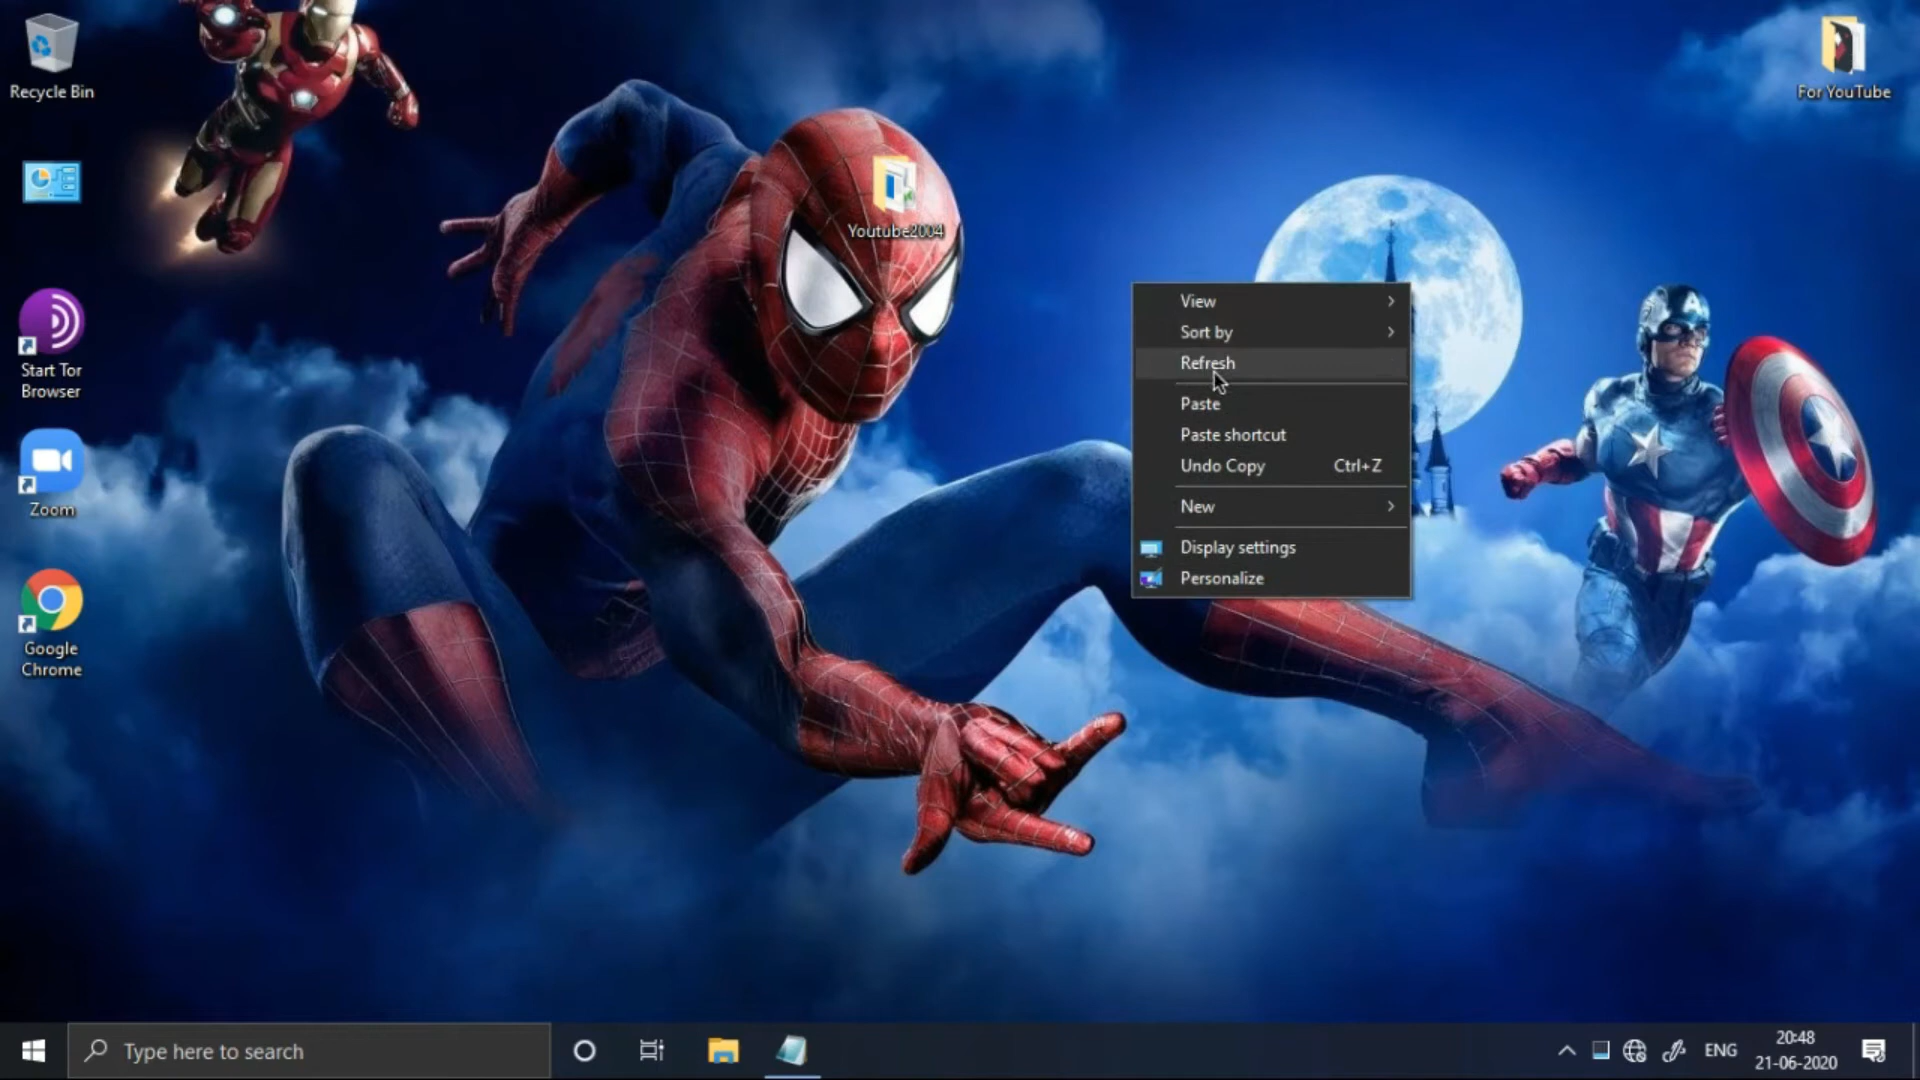 Recycle Bin
For YouTube
Youtube2004
Start Tor
Browser
Zoom
Google
Chrome
View
Sort by
Refresh
Paste
Paste shortcut
Undo Copy Ctrl+Z
New
Display settings
Personalize
Type here to search
ENG
20:48
21-06-2020